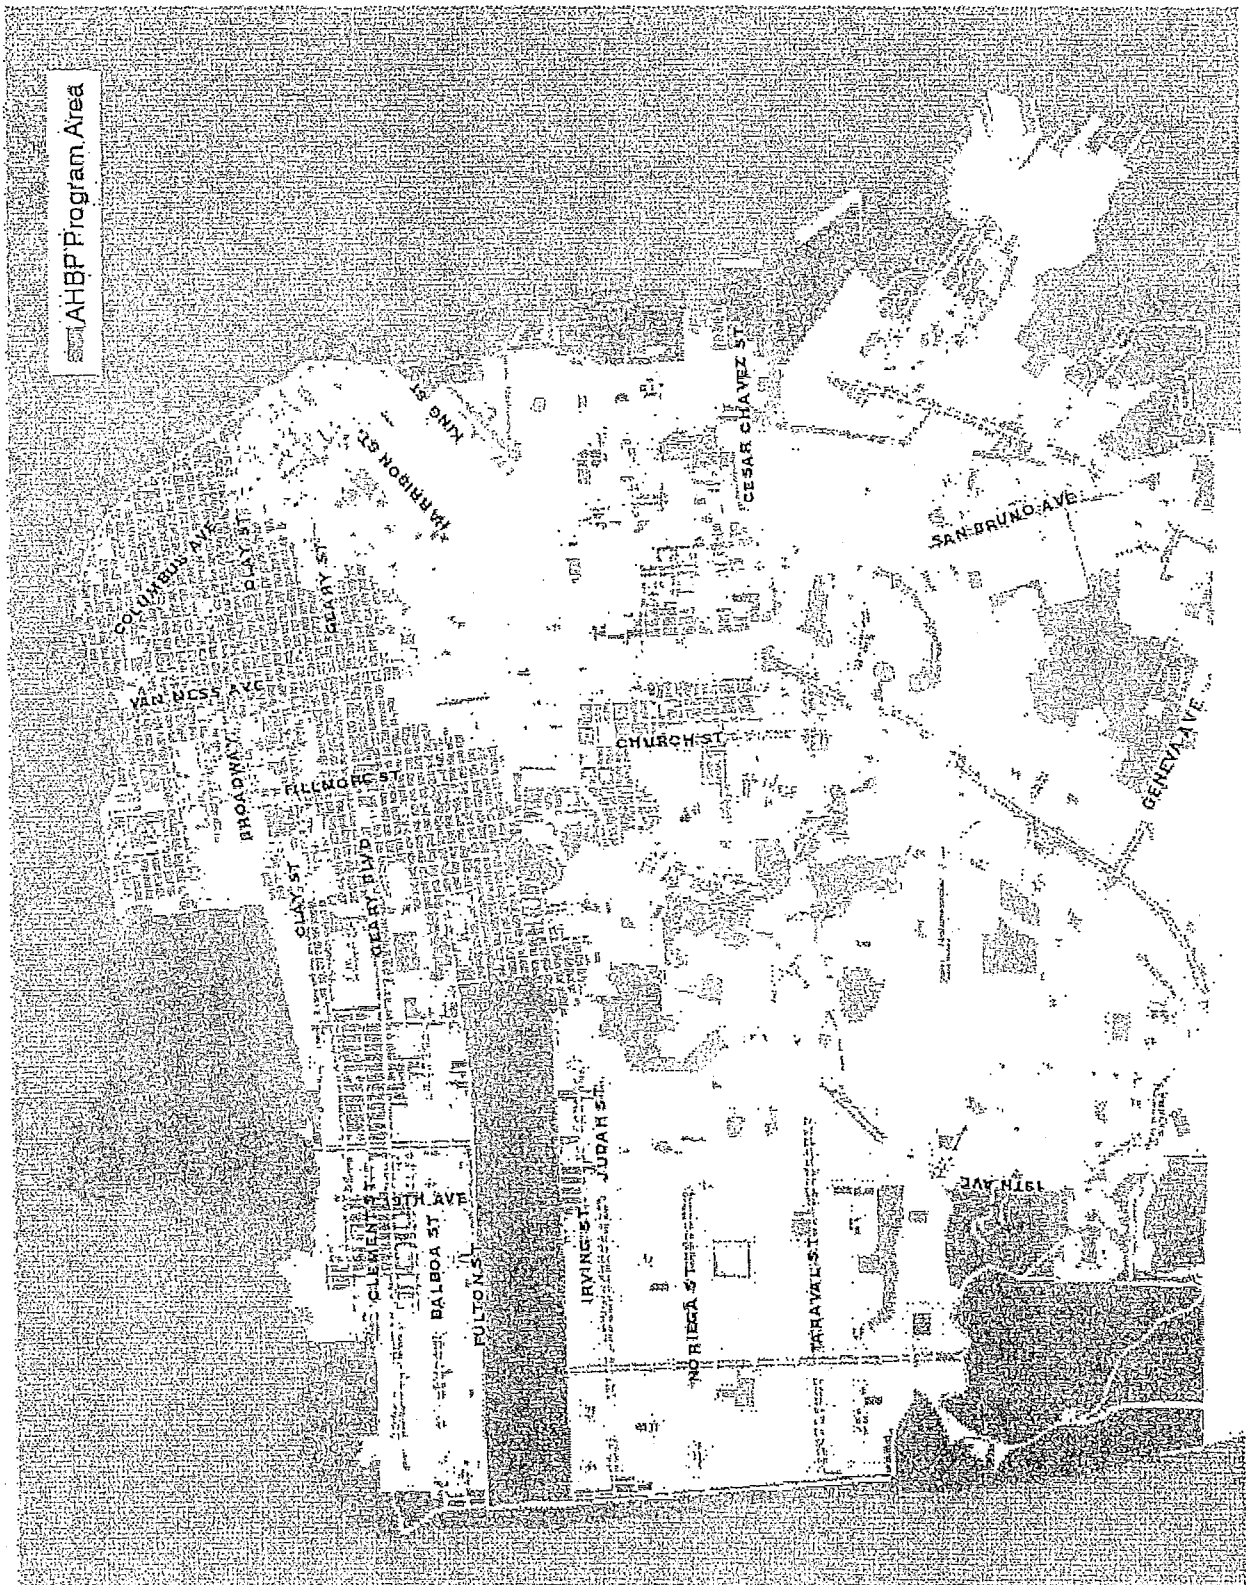 AHBP Program Area
COLUMBUS AVE
CLAY ST
GEARY ST
HARRISON ST
KING ST
VAN NESS AVE
BROADWAY
FILLMORE ST
CLAY ST
GEARY BLVD
CHURCH ST
CESAR CHAVEZ ST
SAN BRUNO AVE
GENEVA AVE
CLEMENT ST
19TH AVE
BALBOA ST
FULTON ST
IRVING ST
JUDAH ST
NORIEGA ST
TARAVAL ST
19TH AVE